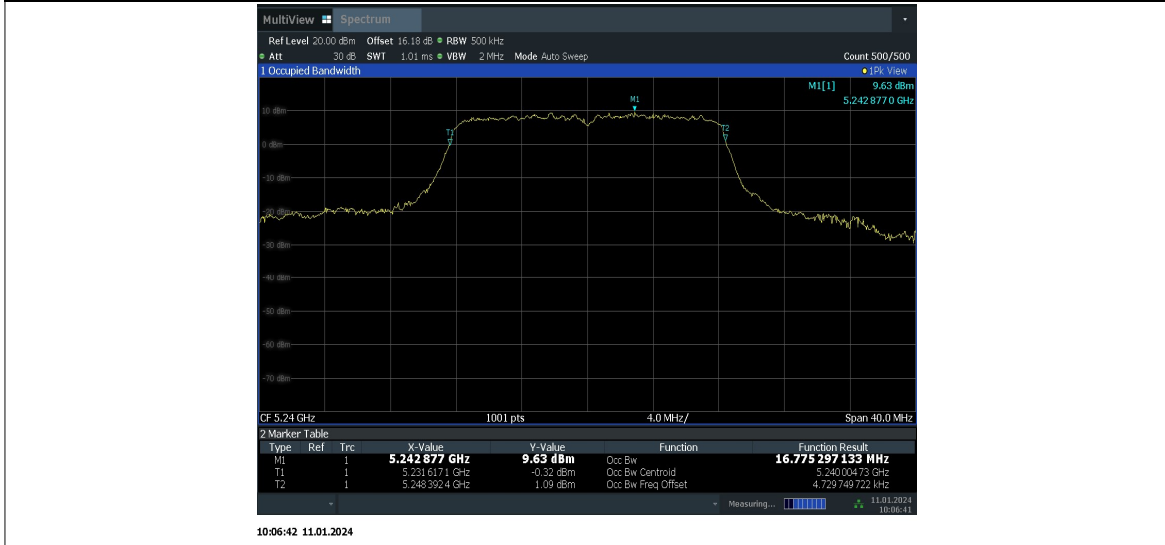 MultiView Spectrum
Ref Level 20.00 dBm Offset 16.18 dB RBW 500 kHz
Att 30 dB SWT 1.01 ms VBW 2 MHz Mode Auto Sweep Count 500/500
1 Occupied Bandwidth 1Pk View
M1[1] 9.63 dBm
5.242 877 0 GHz
M1
10 dBm
T1
T2
0 dBm
-10 dBm
-20 dBm
-30 dBm
-40 dBm
-50 dBm
-60 dBm
-70 dBm
CF 5.24 GHz 1001 pts 4.0 MHz/ Span 40.0 MHz
2 Marker Table
Type Ref Trc X-Value Y-Value Function Function Result
M1 1 5.242 877 GHz 9.63 dBm Occ Bw 16.775 297 133 MHz
T1 1 5.231 617 1 GHz -0.32 dBm Occ Bw Centroid 5.240 004 73 GHz
T2 1 5.248 392 4 GHz 1.09 dBm Occ Bw Freq Offset 4.729 749 722 kHz
Measuring... 11.01.2024
10:06:41
10:06:42 11.01.2024